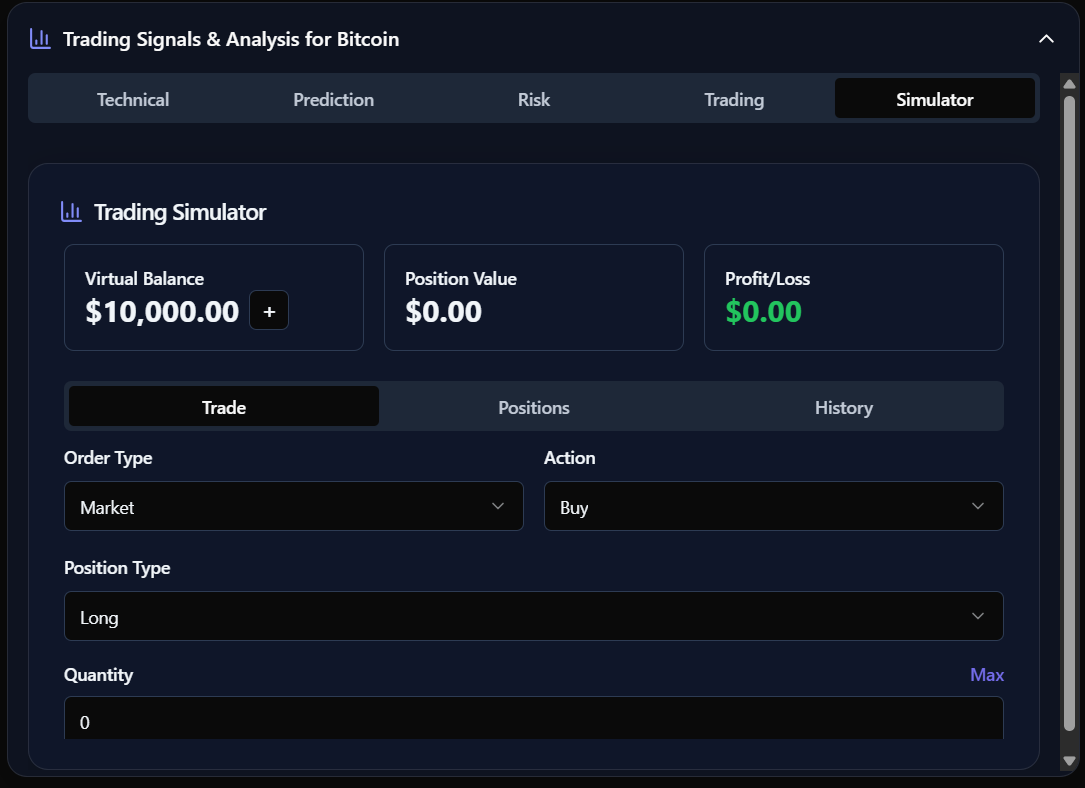 Trading Signals & Analysis for Bitcoin
Technical Prediction Risk Trading Simulator
Trading Simulator
Virtual Balance Position Value Profit/Loss
$10,000.00 + $0.00 $0.00
Trade Positions History
Order Type Action
Market Buy
Position Type
Long
Quantity Max
0